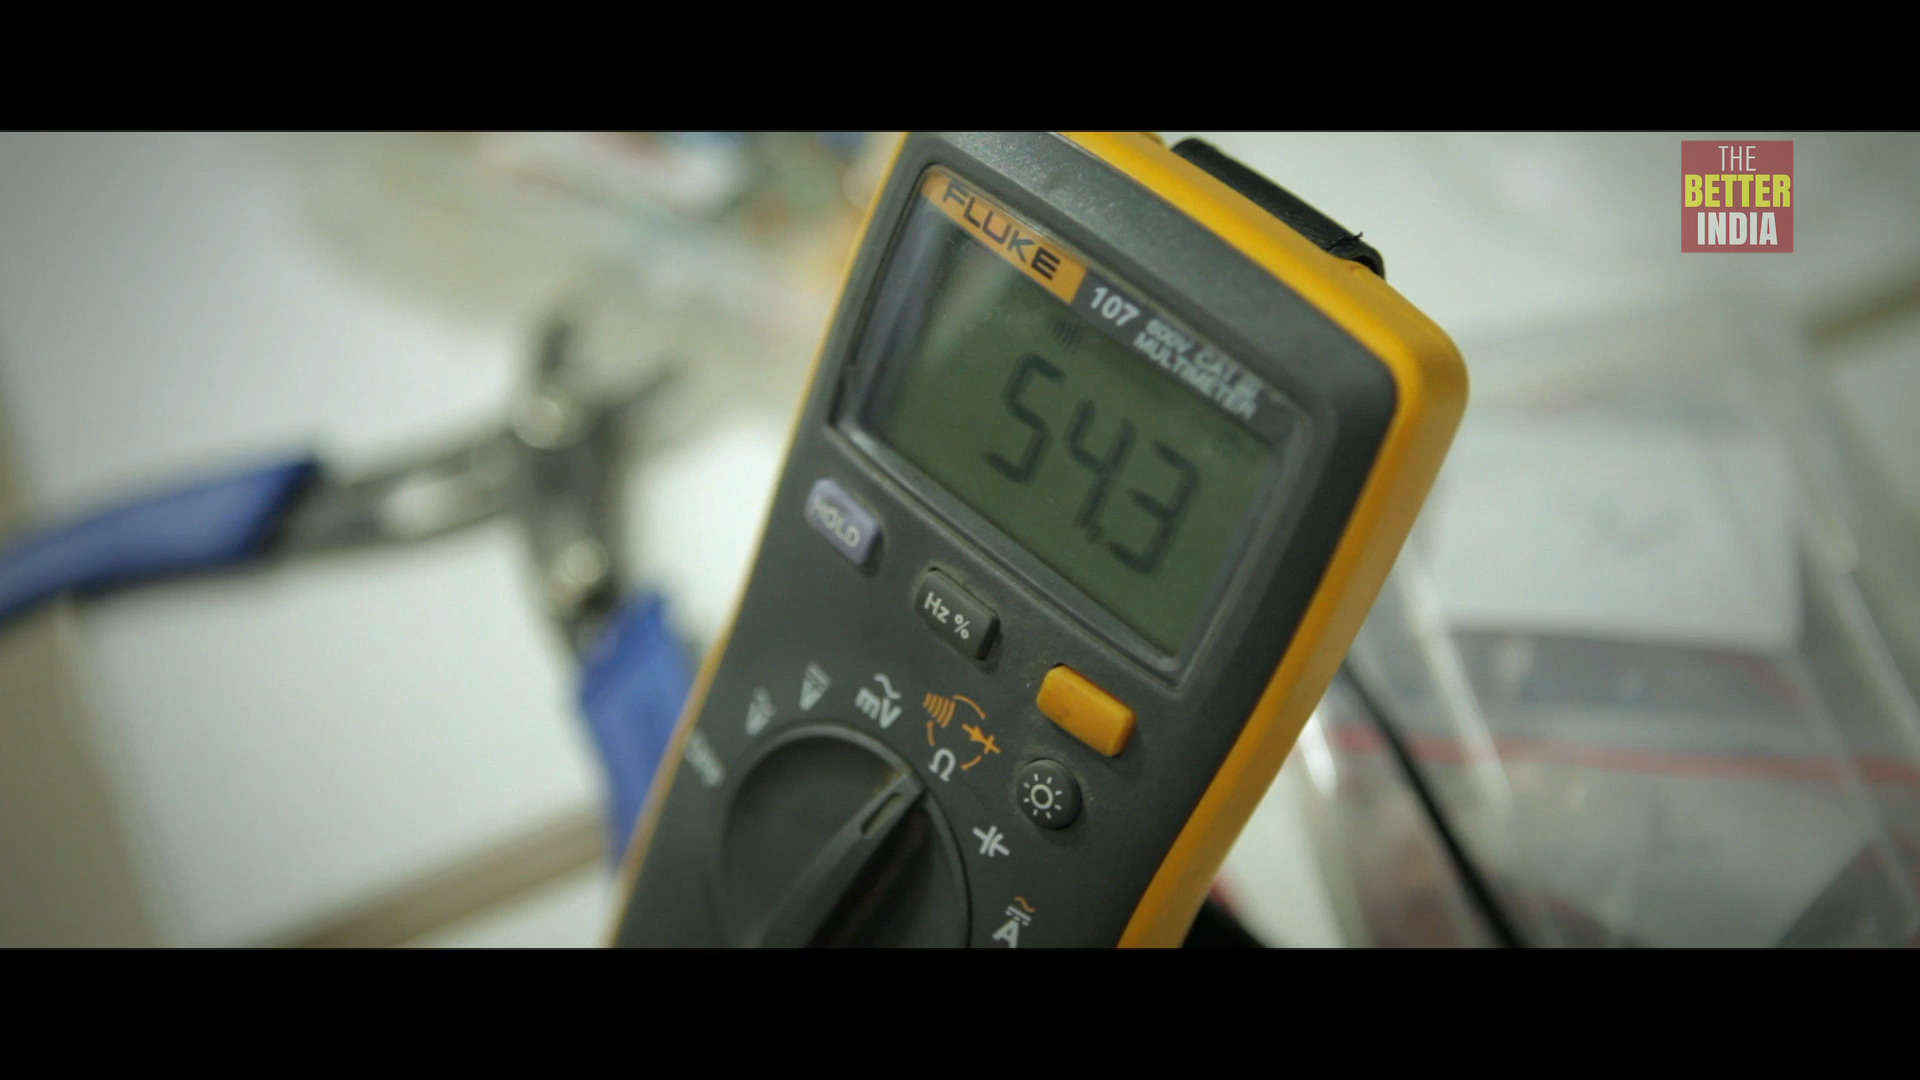 THE
BETTER
INDIA
FLUKE
107
600V CAT III
MULTIMETER
54.3
HOLD
Hz %
mV
Ω
A